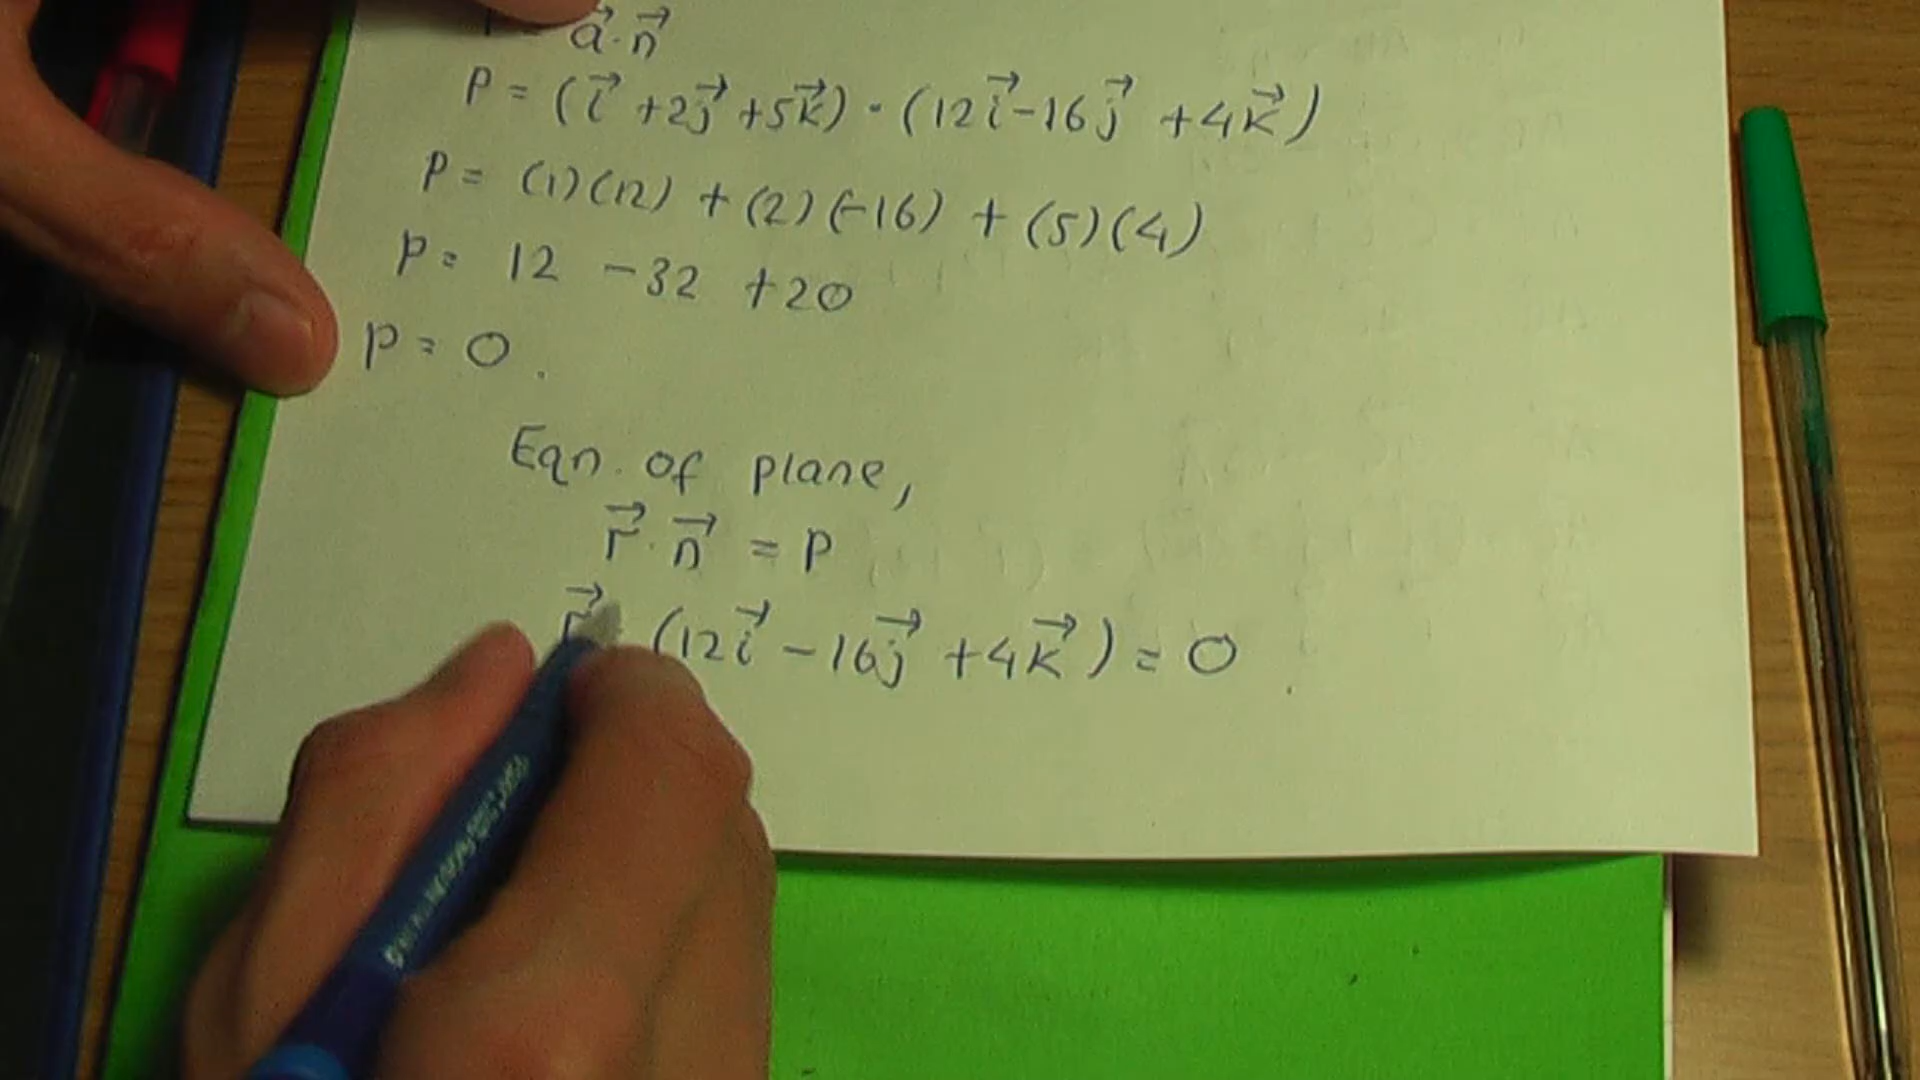 P = a⃗ · n⃗
P = (i⃗ + 2j⃗ + 5k⃗) · (12i⃗ - 16j⃗ + 4k⃗)
P = (1)(12) + (2)(-16) + (5)(4)
P = 12 - 32 + 20
P = 0.
Eqn. of plane,
r⃗ · n⃗ = P
r⃗ · (12i⃗ - 16j⃗ + 4k⃗) = 0